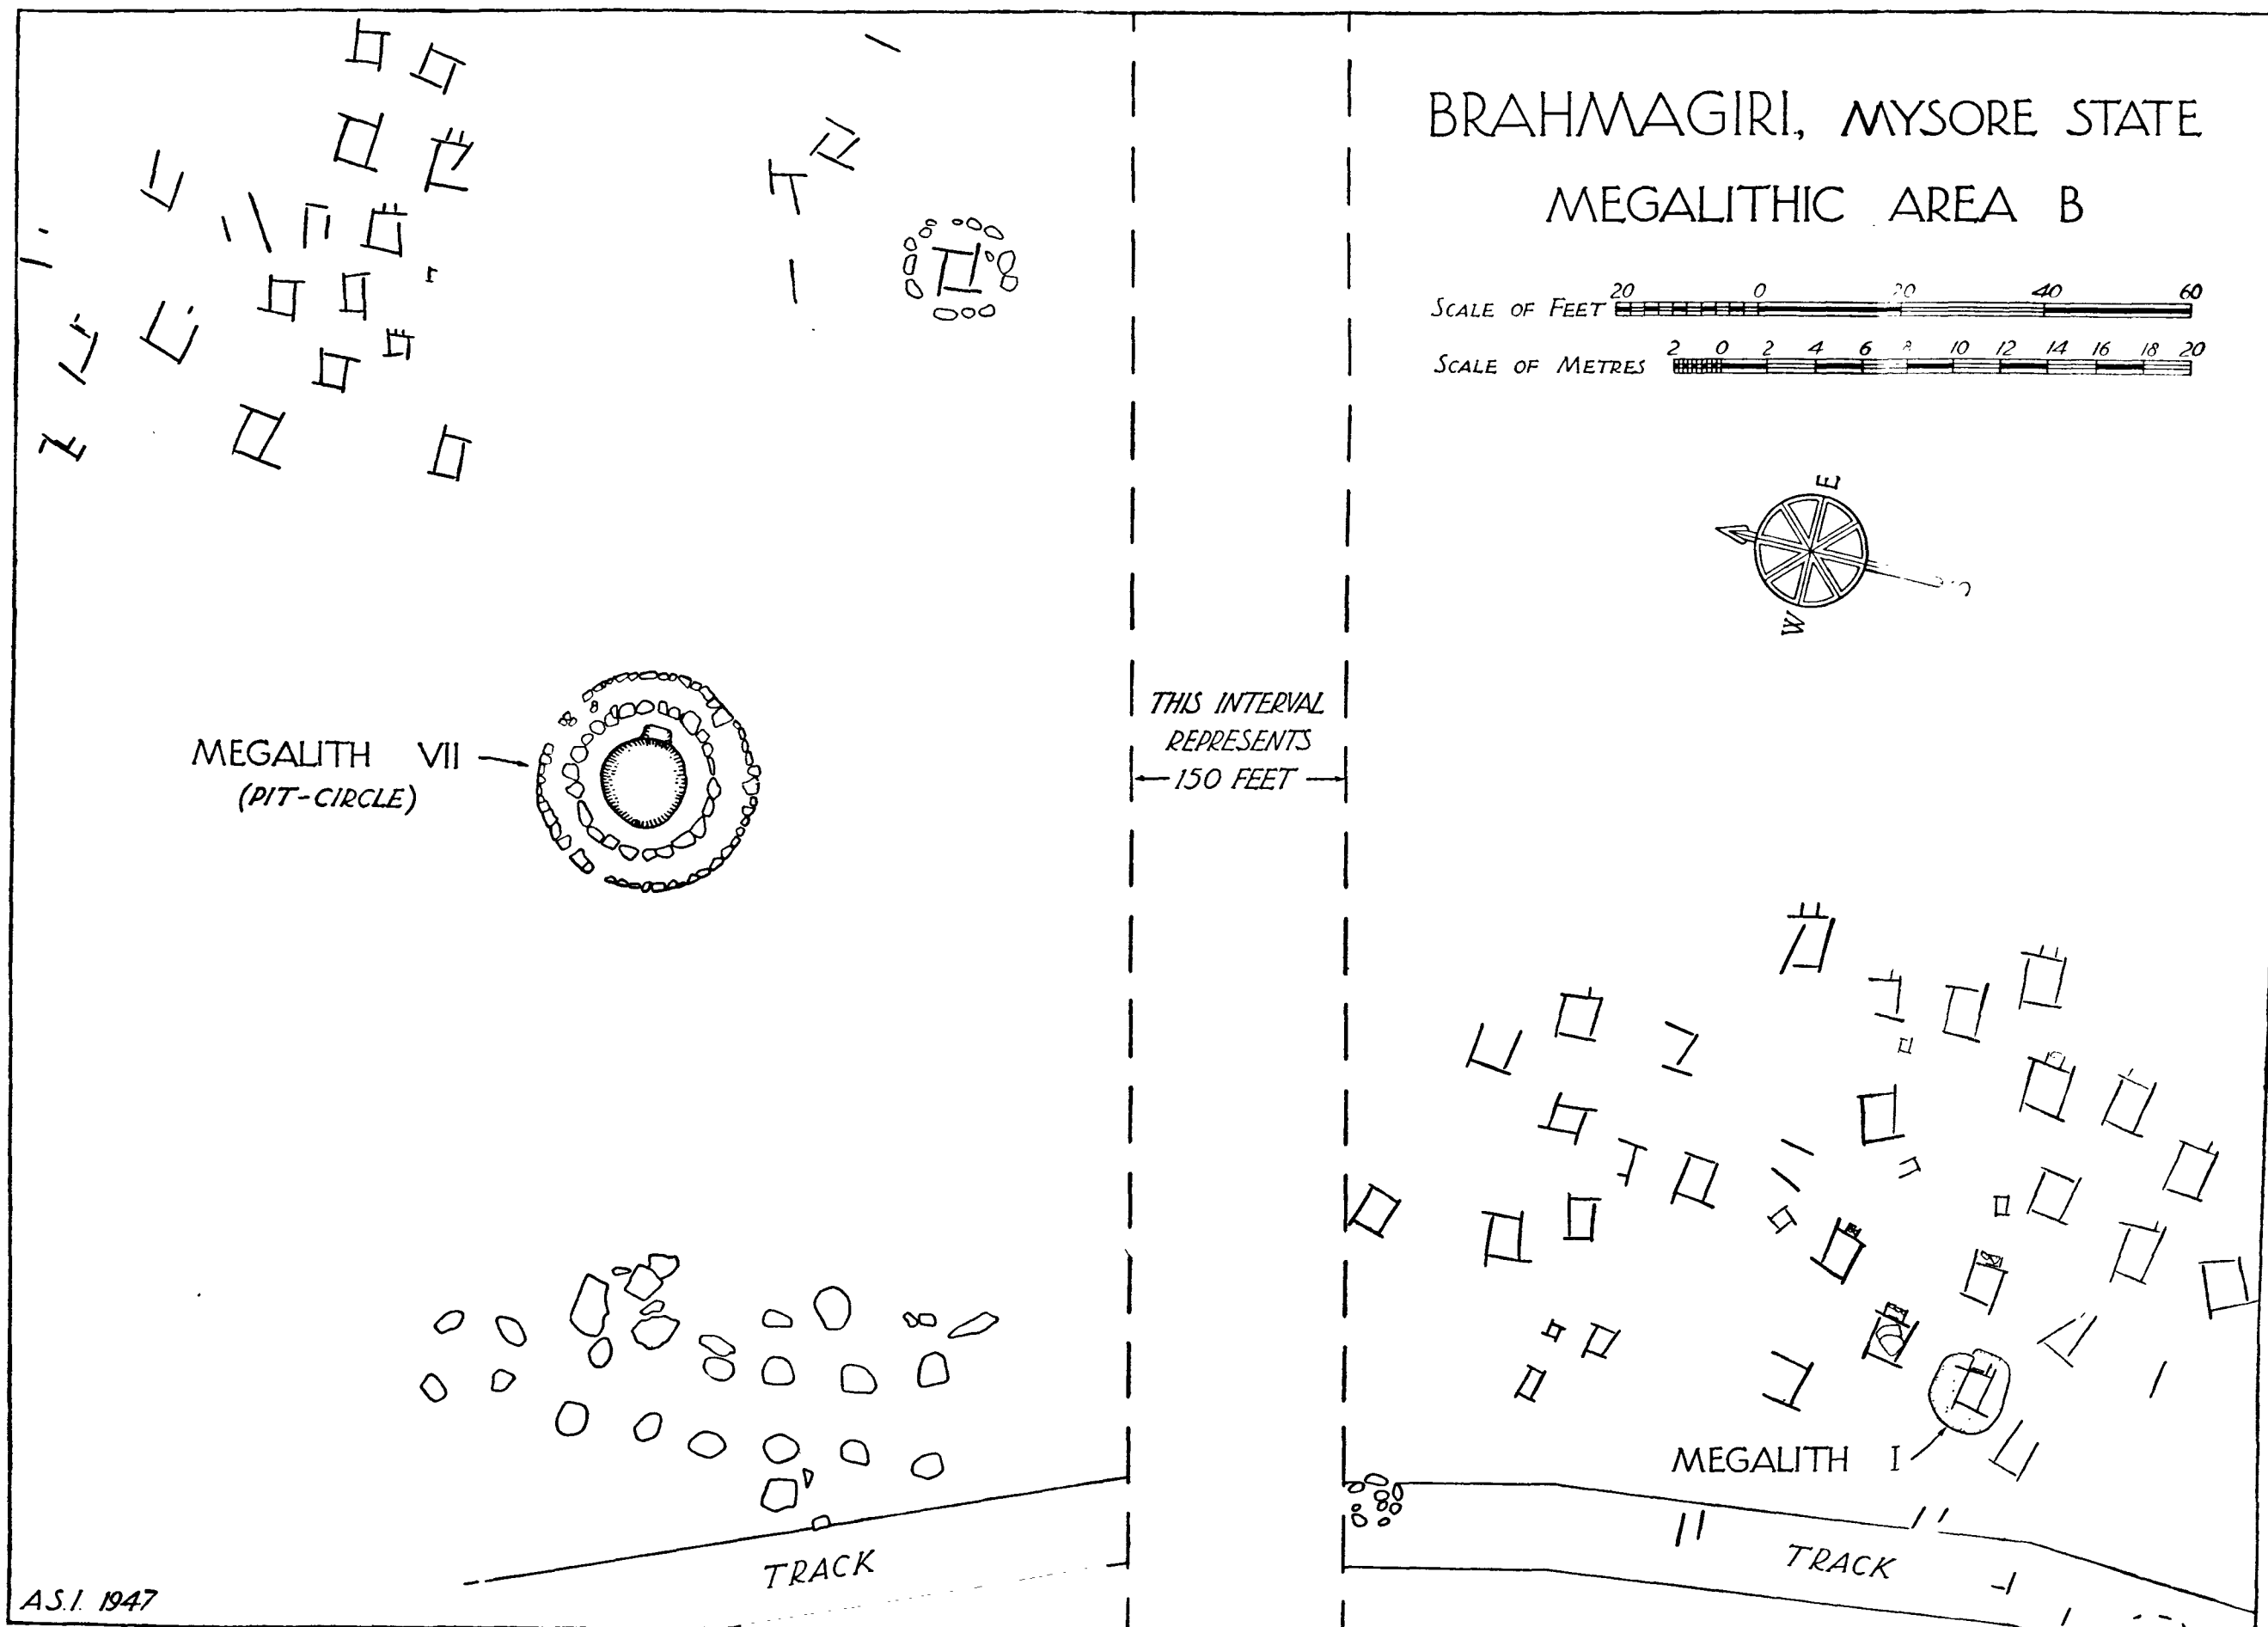 BRAHMAGIRI, MYSORE STATE
MEGALITHIC AREA B
20 0 20 40 60
SCALE OF FEET
2 0 2 4 6 8 10 12 14 16 18 20
SCALE OF METRES
E
W
THIS INTERVAL
REPRESENTS
150 FEET
MEGALITH VII
(PIT-CIRCLE)
MEGALITH I
TRACK
TRACK
A.S.I. 1947